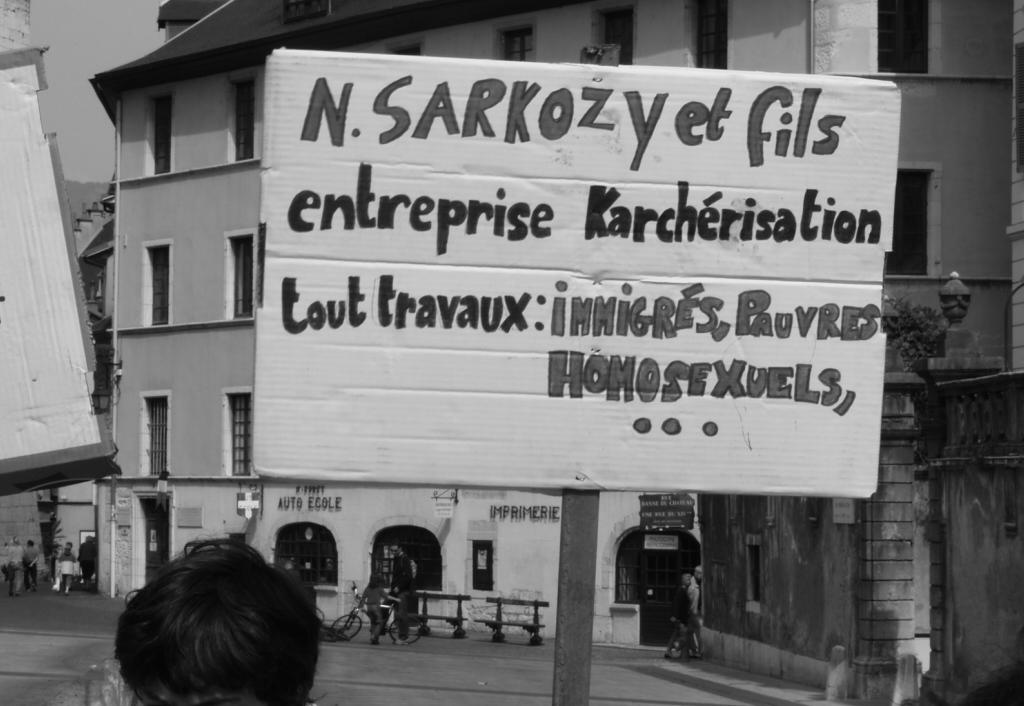 N. SARKOZY et fils
entreprise Karchérisation
tout travaux: immiGRÉS, PAUVRES
HOMOSEXUELS,
...
AUTO ECOLE
IMPRIMERIE